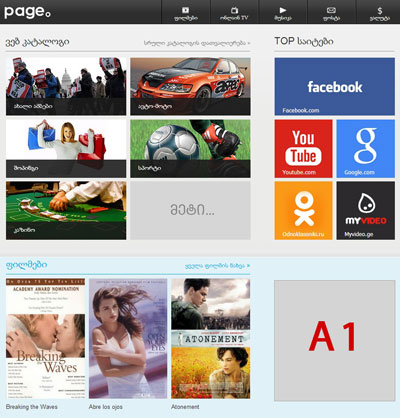 page.
ფილმები
ონლაინ TV
მუსიკა
ფოსტა
ვალუტა
ვებ კატალოგი
სრული კატალოგის დათვალიერება »
TOP საიტები
ახალი ამბები
ავტო-მოტო
შოპინგი
სპორტი
კაზინო
მეტი...
facebook
Facebook.com
You
Tube
Youtube.com
g
Google.com
Odnoklassniki.ru
MYVIDEO
Myvideo.ge
ფილმები
ყველა ფილმის ნახვა »
ACADEMY AWARD NOMINATION
Breaking
the Waves
ABRE
LOS OJOS
ATONEMENT
Breaking the Waves
Abre los ojos
Atonement
A 1